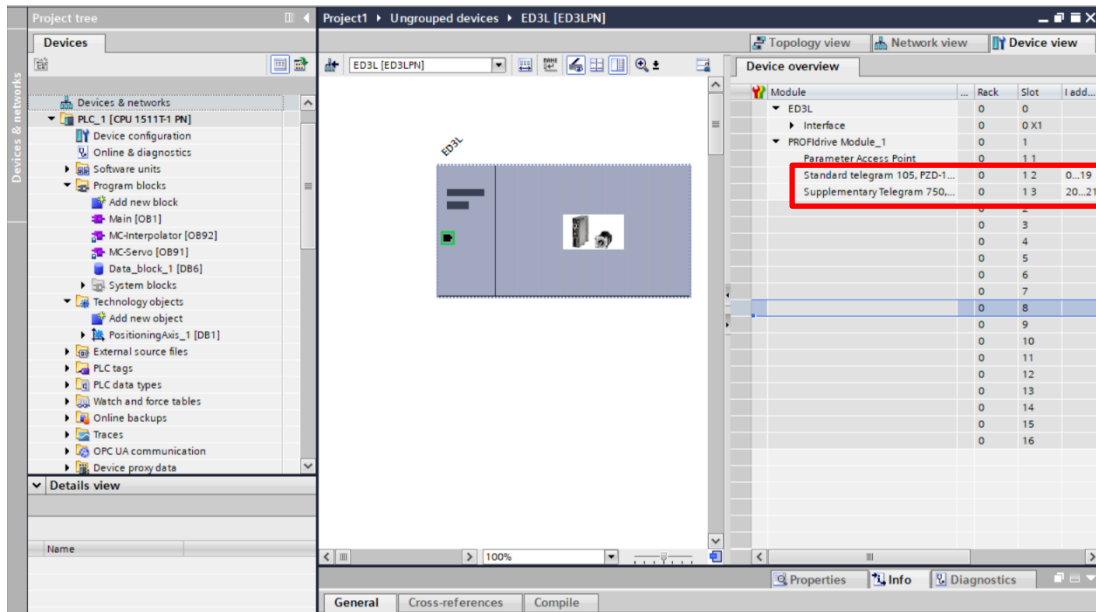 Project tree
Project1 ▸ Ungrouped devices ▸ ED3L [ED3LPN]
Devices
Topology view
Network view
Device view
ED3L [ED3LPN]
Device overview
Devices & networks
Module
...
Rack
Slot
I add...
Devices & networks
ED3L 0 0
PLC_1 [CPU 1511T-1 PN]
Interface 0 0 X1
Device configuration
PROFIdrive Module_1 0 1
Online & diagnostics
Parameter Access Point 0 1 1
Software units
Standard telegram 105, PZD-1... 0 1 2 0...19
Program blocks
Supplementary Telegram 750,... 0 1 3 20...21
Add new block
0 2
Main [OB1]
0 3
MC-Interpolator [OB92]
0 4
MC-Servo [OB91]
0 5
Data_block_1 [DB6]
0 6
System blocks
0 7
Technology objects
0 8
Add new object
0 9
PositioningAxis_1 [DB1]
0 10
External source files
0 11
PLC tags
0 12
PLC data types
0 13
Watch and force tables
0 14
Online backups
0 15
Traces
0 16
OPC UA communication
Device proxy data
ED3L
Details view
Name
100%
Properties
Info
Diagnostics
General
Cross-references
Compile